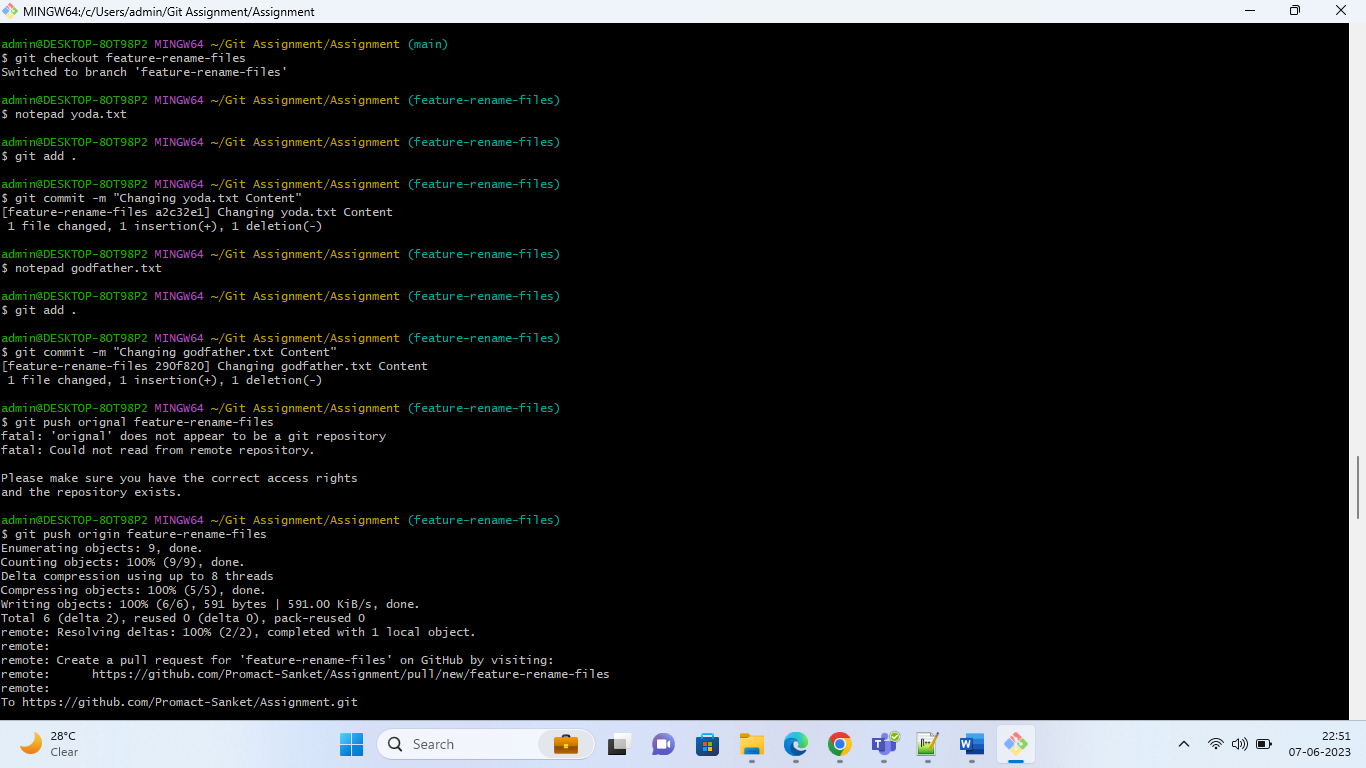 MINGW64:/c/Users/admin/Git Assignment/Assignment
admin@DESKTOP-8OT98P2 MINGW64 ~/Git Assignment/Assignment (main)
$ git checkout feature-rename-files
Switched to branch 'feature-rename-files'
admin@DESKTOP-8OT98P2 MINGW64 ~/Git Assignment/Assignment (feature-rename-files)
$ notepad yoda.txt
admin@DESKTOP-8OT98P2 MINGW64 ~/Git Assignment/Assignment (feature-rename-files)
$ git add .
admin@DESKTOP-8OT98P2 MINGW64 ~/Git Assignment/Assignment (feature-rename-files)
$ git commit -m "Changing yoda.txt Content"
[feature-rename-files a2c32e1] Changing yoda.txt Content
 1 file changed, 1 insertion(+), 1 deletion(-)
admin@DESKTOP-8OT98P2 MINGW64 ~/Git Assignment/Assignment (feature-rename-files)
$ notepad godfather.txt
admin@DESKTOP-8OT98P2 MINGW64 ~/Git Assignment/Assignment (feature-rename-files)
$ git add .
admin@DESKTOP-8OT98P2 MINGW64 ~/Git Assignment/Assignment (feature-rename-files)
$ git commit -m "Changing godfather.txt Content"
[feature-rename-files 290f820] Changing godfather.txt Content
 1 file changed, 1 insertion(+), 1 deletion(-)
admin@DESKTOP-8OT98P2 MINGW64 ~/Git Assignment/Assignment (feature-rename-files)
$ git push orignal feature-rename-files
fatal: 'orignal' does not appear to be a git repository
fatal: Could not read from remote repository.
Please make sure you have the correct access rights
and the repository exists.
admin@DESKTOP-8OT98P2 MINGW64 ~/Git Assignment/Assignment (feature-rename-files)
$ git push origin feature-rename-files
Enumerating objects: 9, done.
Counting objects: 100% (9/9), done.
Delta compression using up to 8 threads
Compressing objects: 100% (5/5), done.
Writing objects: 100% (6/6), 591 bytes | 591.00 KiB/s, done.
Total 6 (delta 2), reused 0 (delta 0), pack-reused 0
remote: Resolving deltas: 100% (2/2), completed with 1 local object.
remote:
remote: Create a pull request for 'feature-rename-files' on GitHub by visiting:
remote:      https://github.com/Promact-Sanket/Assignment/pull/new/feature-rename-files
remote:
To https://github.com/Promact-Sanket/Assignment.git
28°C
Clear
Search
22:51
07-06-2023